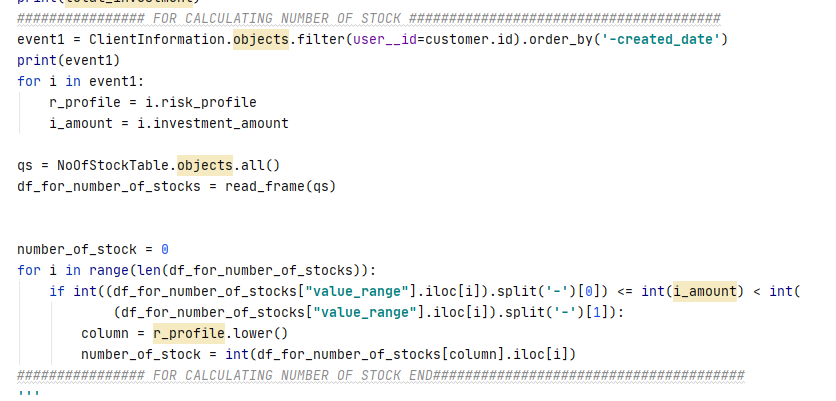 ############### FOR CALCULATING NUMBER OF STOCK #####################################
event1 = ClientInformation.objects.filter(user__id=customer.id).order_by('-created_date')
print(event1)
for i in event1:
    r_profile = i.risk_profile
    i_amount = i.investment_amount
qs = NoOfStockTable.objects.all()
df_for_number_of_stocks = read_frame(qs)
number_of_stock = 0
for i in range(len(df_for_number_of_stocks)):
    if int((df_for_number_of_stocks["value_range"].iloc[i]).split('-')[0]) <= int(i_amount) < int(
            (df_for_number_of_stocks["value_range"].iloc[i]).split('-')[1]):
        column = r_profile.lower()
        number_of_stock = int(df_for_number_of_stocks[column].iloc[i])
############### FOR CALCULATING NUMBER OF STOCK END#####################################
'''